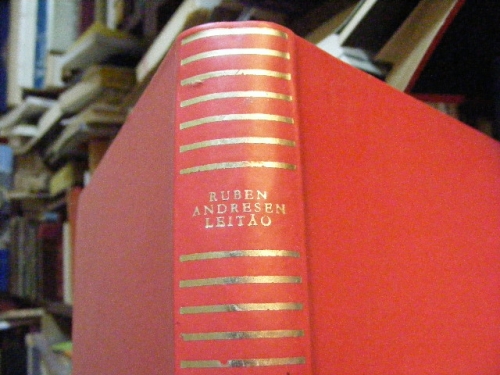 RUBEN
ANDRESEN
LEITÃO